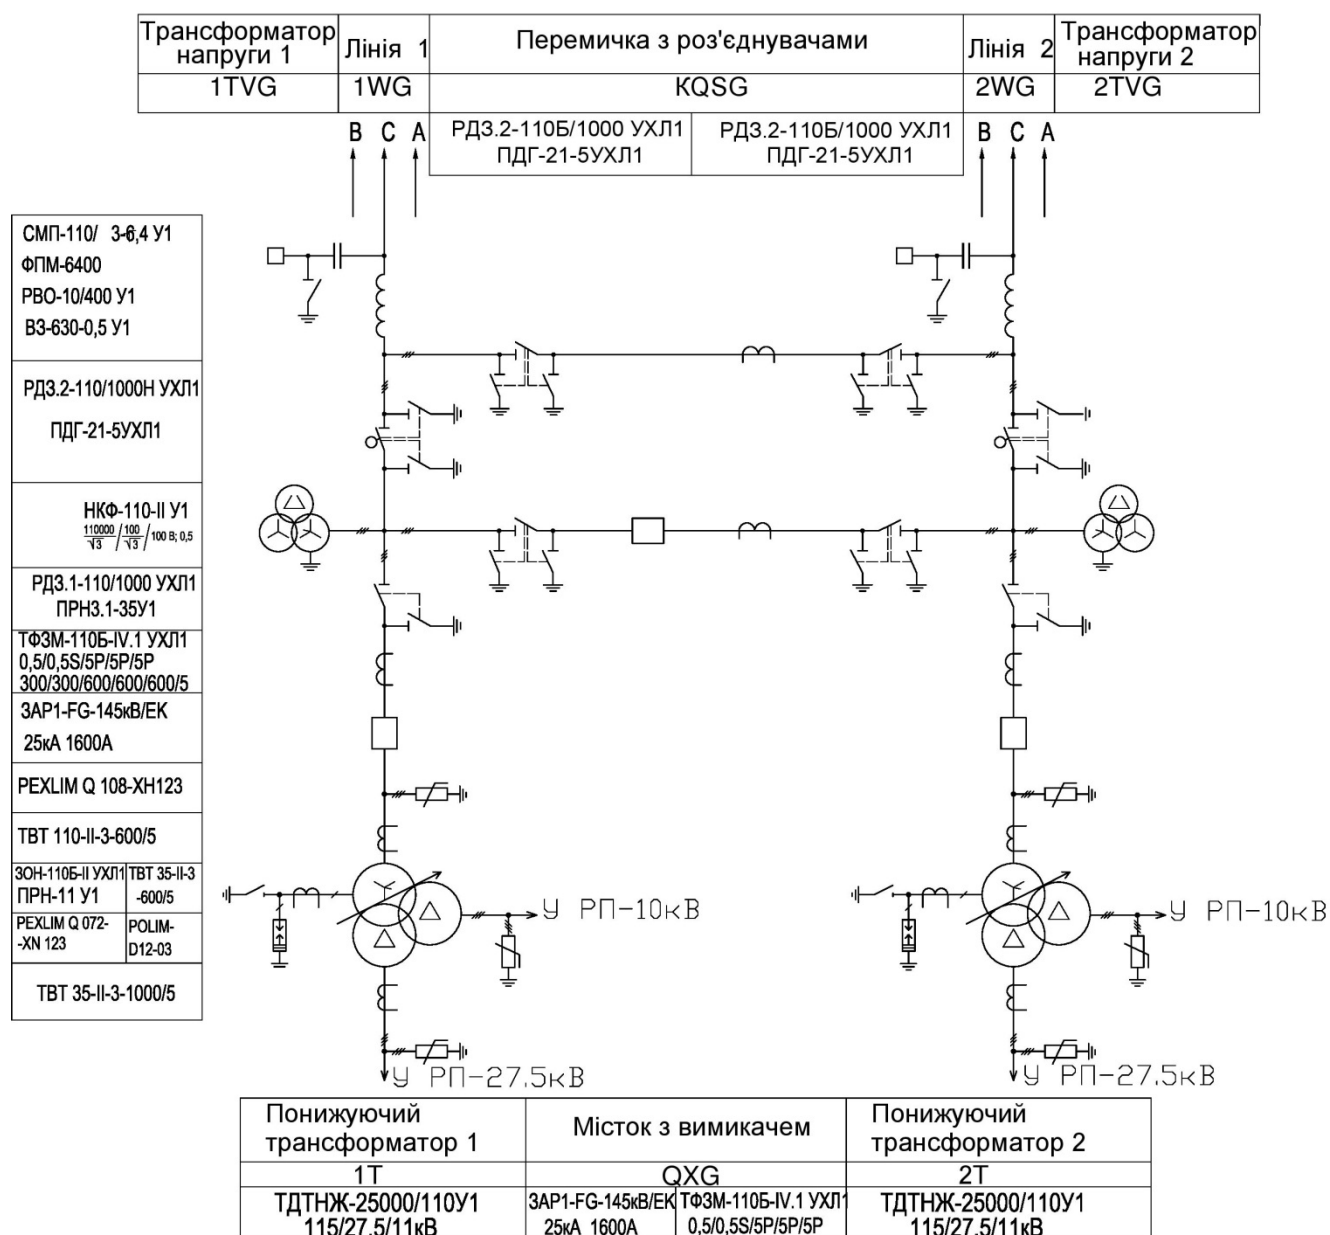 Трансформатор напруги 1
Лінія 1
Перемичка з роз'єднувачами
Лінія 2
Трансформатор напруги 2
1TVG
1WG
KQSG
2WG
2TVG
B C A
РДЗ.2-110Б/1000 УХЛ1
ПДГ-21-5УХЛ1
РДЗ.2-110Б/1000 УХЛ1
ПДГ-21-5УХЛ1
B C A
СМП-110/ 3-6,4 У1
ФПМ-6400
РВО-10/400 У1
ВЗ-630-0,5 У1
РДЗ.2-110/1000Н УХЛ1
ПДГ-21-5УХЛ1
НКФ-110-II У1
110000/√3 / 100/√3 / 100 В; 0,5
РДЗ.1-110/1000 УХЛ1
ПРНЗ.1-35У1
ТФЗМ-110Б-IV.1 УХЛ1
0,5/0,5S/5P/5P/5P
300/300/600/600/600/5
3AP1-FG-145кВ/EK
25кА 1600А
PEXLIM Q 108-XH123
ТВТ 110-II-3-600/5
ЗОН-110Б-II УХЛ1
ПРН-11 У1
ТВТ 35-II-3
-600/5
PEXLIM Q 072-
-XN 123
POLIM-
D12-03
ТВТ 35-II-3-1000/5
У РП-10кВ
У РП-10кВ
У РП-27.5кВ
У РП-27.5кВ
Понижуючий
трансформатор 1
Місток з вимикачем
Понижуючий
трансформатор 2
1T
QXG
2T
ТДТНЖ-25000/110У1
115/27,5/11кВ
3AP1-FG-145кВ/EK
25кА 1600А
ТФЗМ-110Б-IV.1 УХЛ1
0,5/0,5S/5P/5P/5P
ТДТНЖ-25000/110У1
115/27,5/11кВ